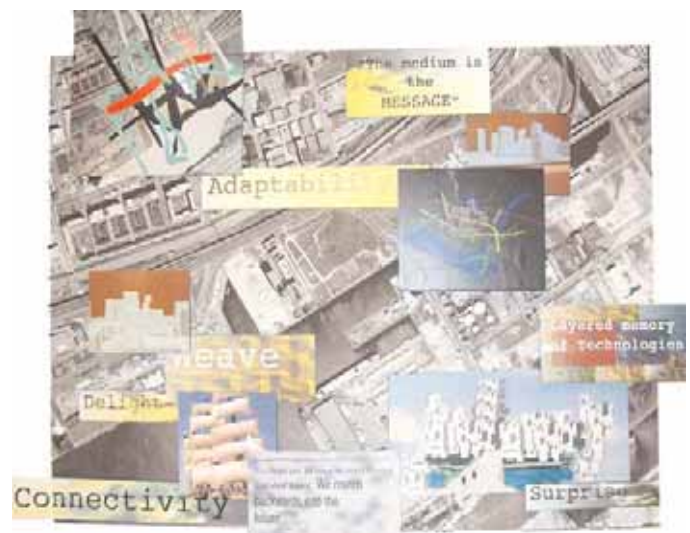 "The medium is
the
MESSAGE"
Adaptability
Layered memory
of Technologies
Weave
Delight
We march
backwards into the
future
Surprise
Connectivity